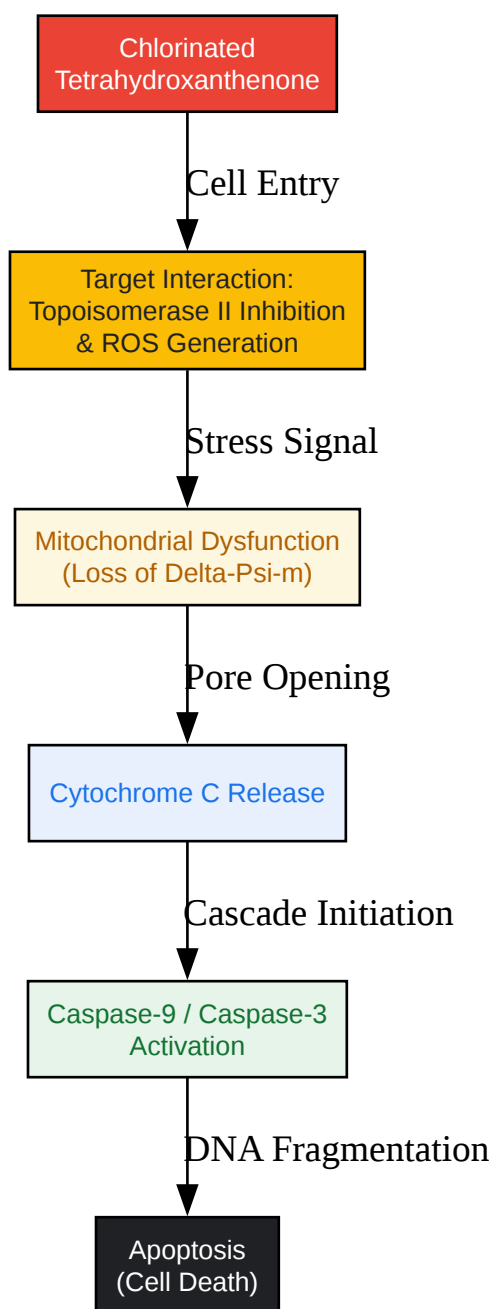 Chlorinated
Tetrahydroxanthenone
Cell Entry
Target Interaction:
Topoisomerase II Inhibition
& ROS Generation
Stress Signal
Mitochondrial Dysfunction
(Loss of Delta-Psi-m)
Pore Opening
Cytochrome C Release
Cascade Initiation
Caspase-9 / Caspase-3
Activation
DNA Fragmentation
Apoptosis
(Cell Death)